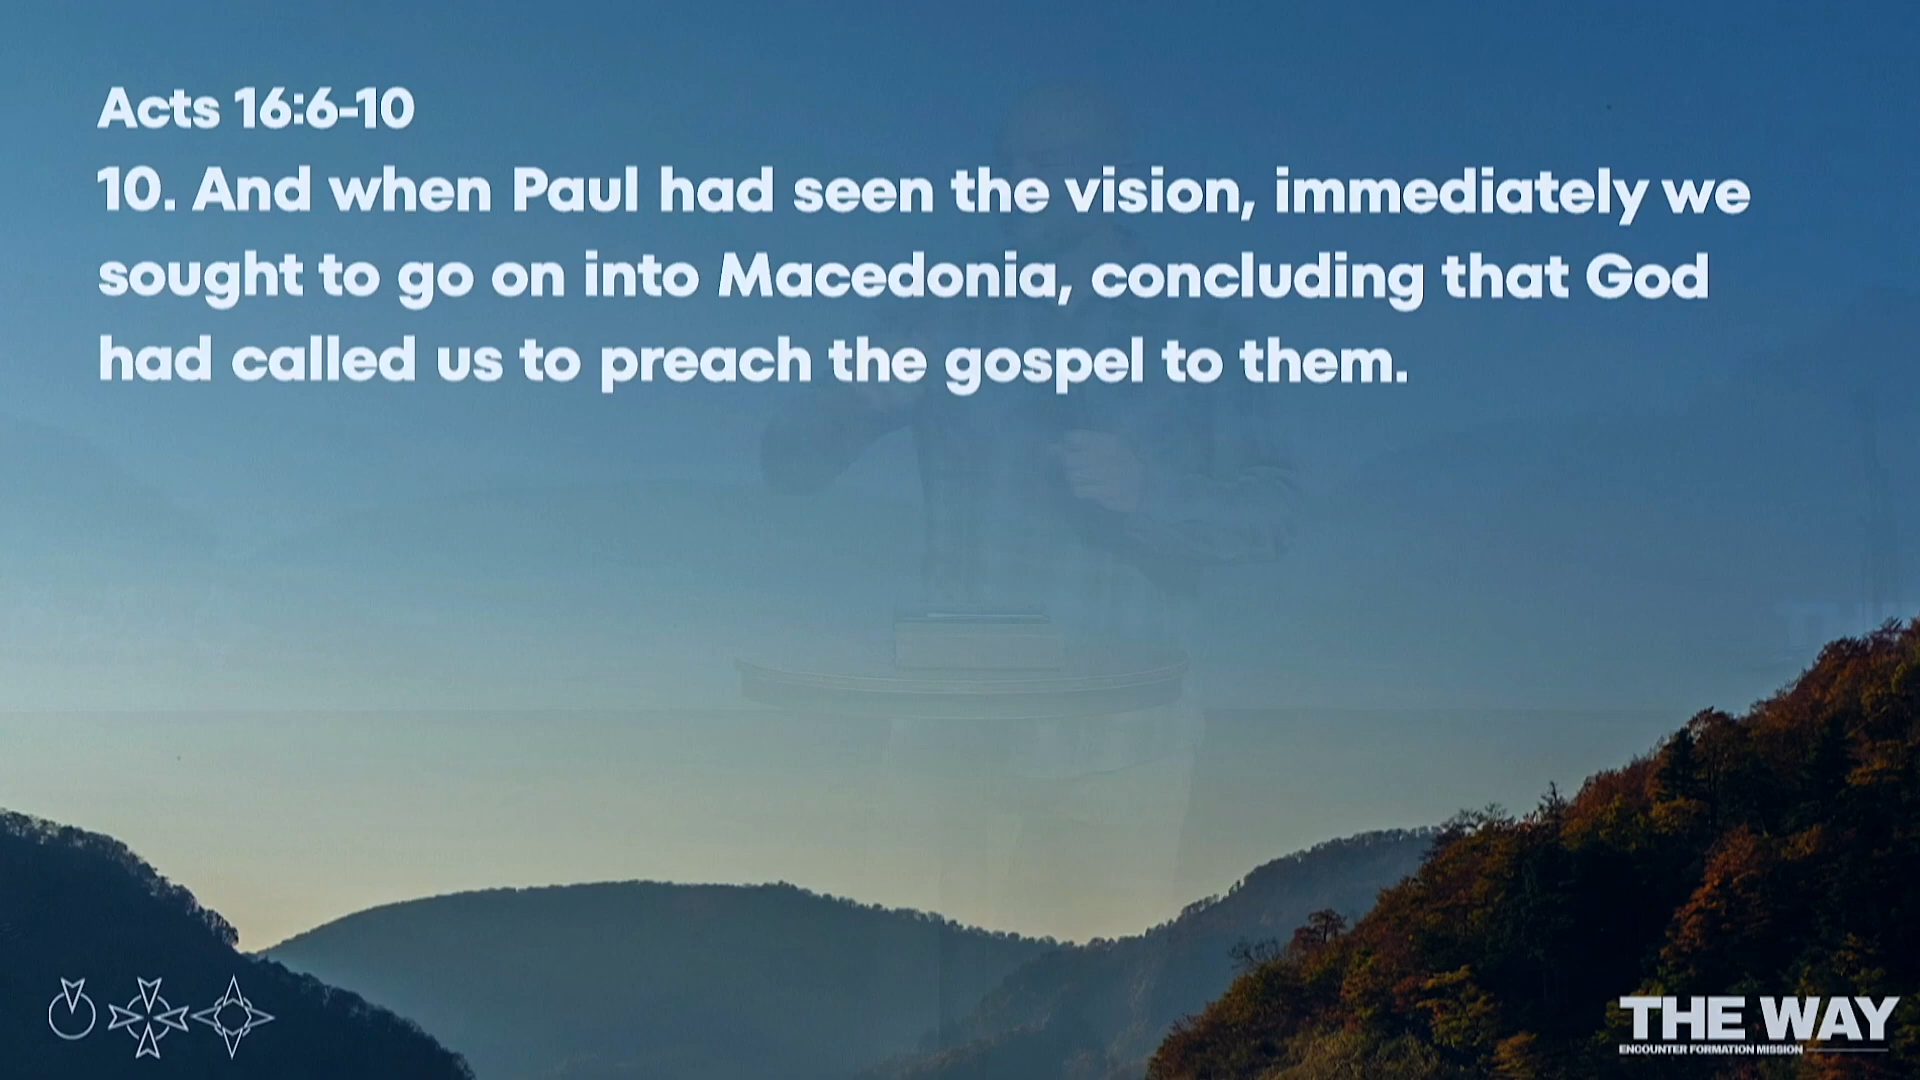 Acts 16:6-10
10. And when Paul had seen the vision, immediately we
sought to go on into Macedonia, concluding that God
had called us to preach the gospel to them.
THE WAY
ENCOUNTER FORMATION MISSION